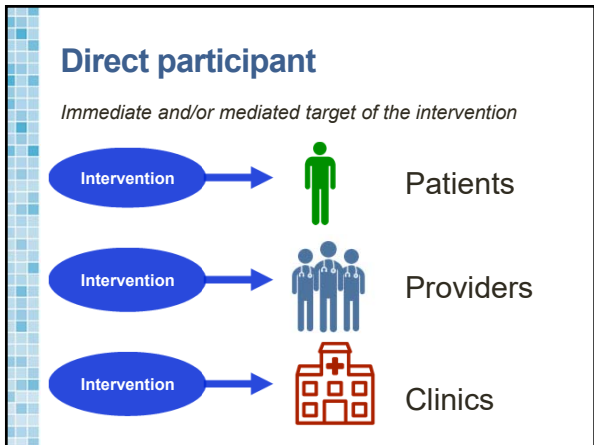 Direct participant
Immediate and/or mediated target of the intervention
Intervention
Patients
Intervention
Providers
Intervention
Clinics